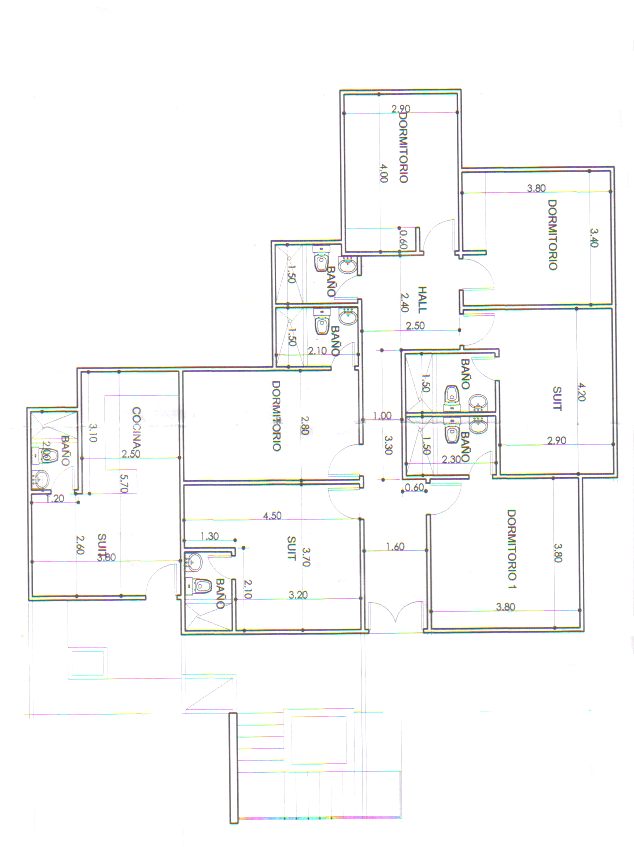 2.90
DORMITORIO
4.00
0.60
3.80
DORMITORIO
3.40
1.50
BAÑO
HALL
2.40
2.50
1.50
BAÑO
2.10
BAÑO
1.50
SUIT
4.20
2.90
DORMITORIO
2.80
1.00
3.30
1.50
BAÑO
2.30
0.60
COCINA
3.10
2.50
5.70
BAÑO
1.20
SUIT
2.60
3.80
4.50
1.30
SUIT
3.70
BAÑO
2.10
3.20
1.60
DORMITORIO 1
3.80
3.80